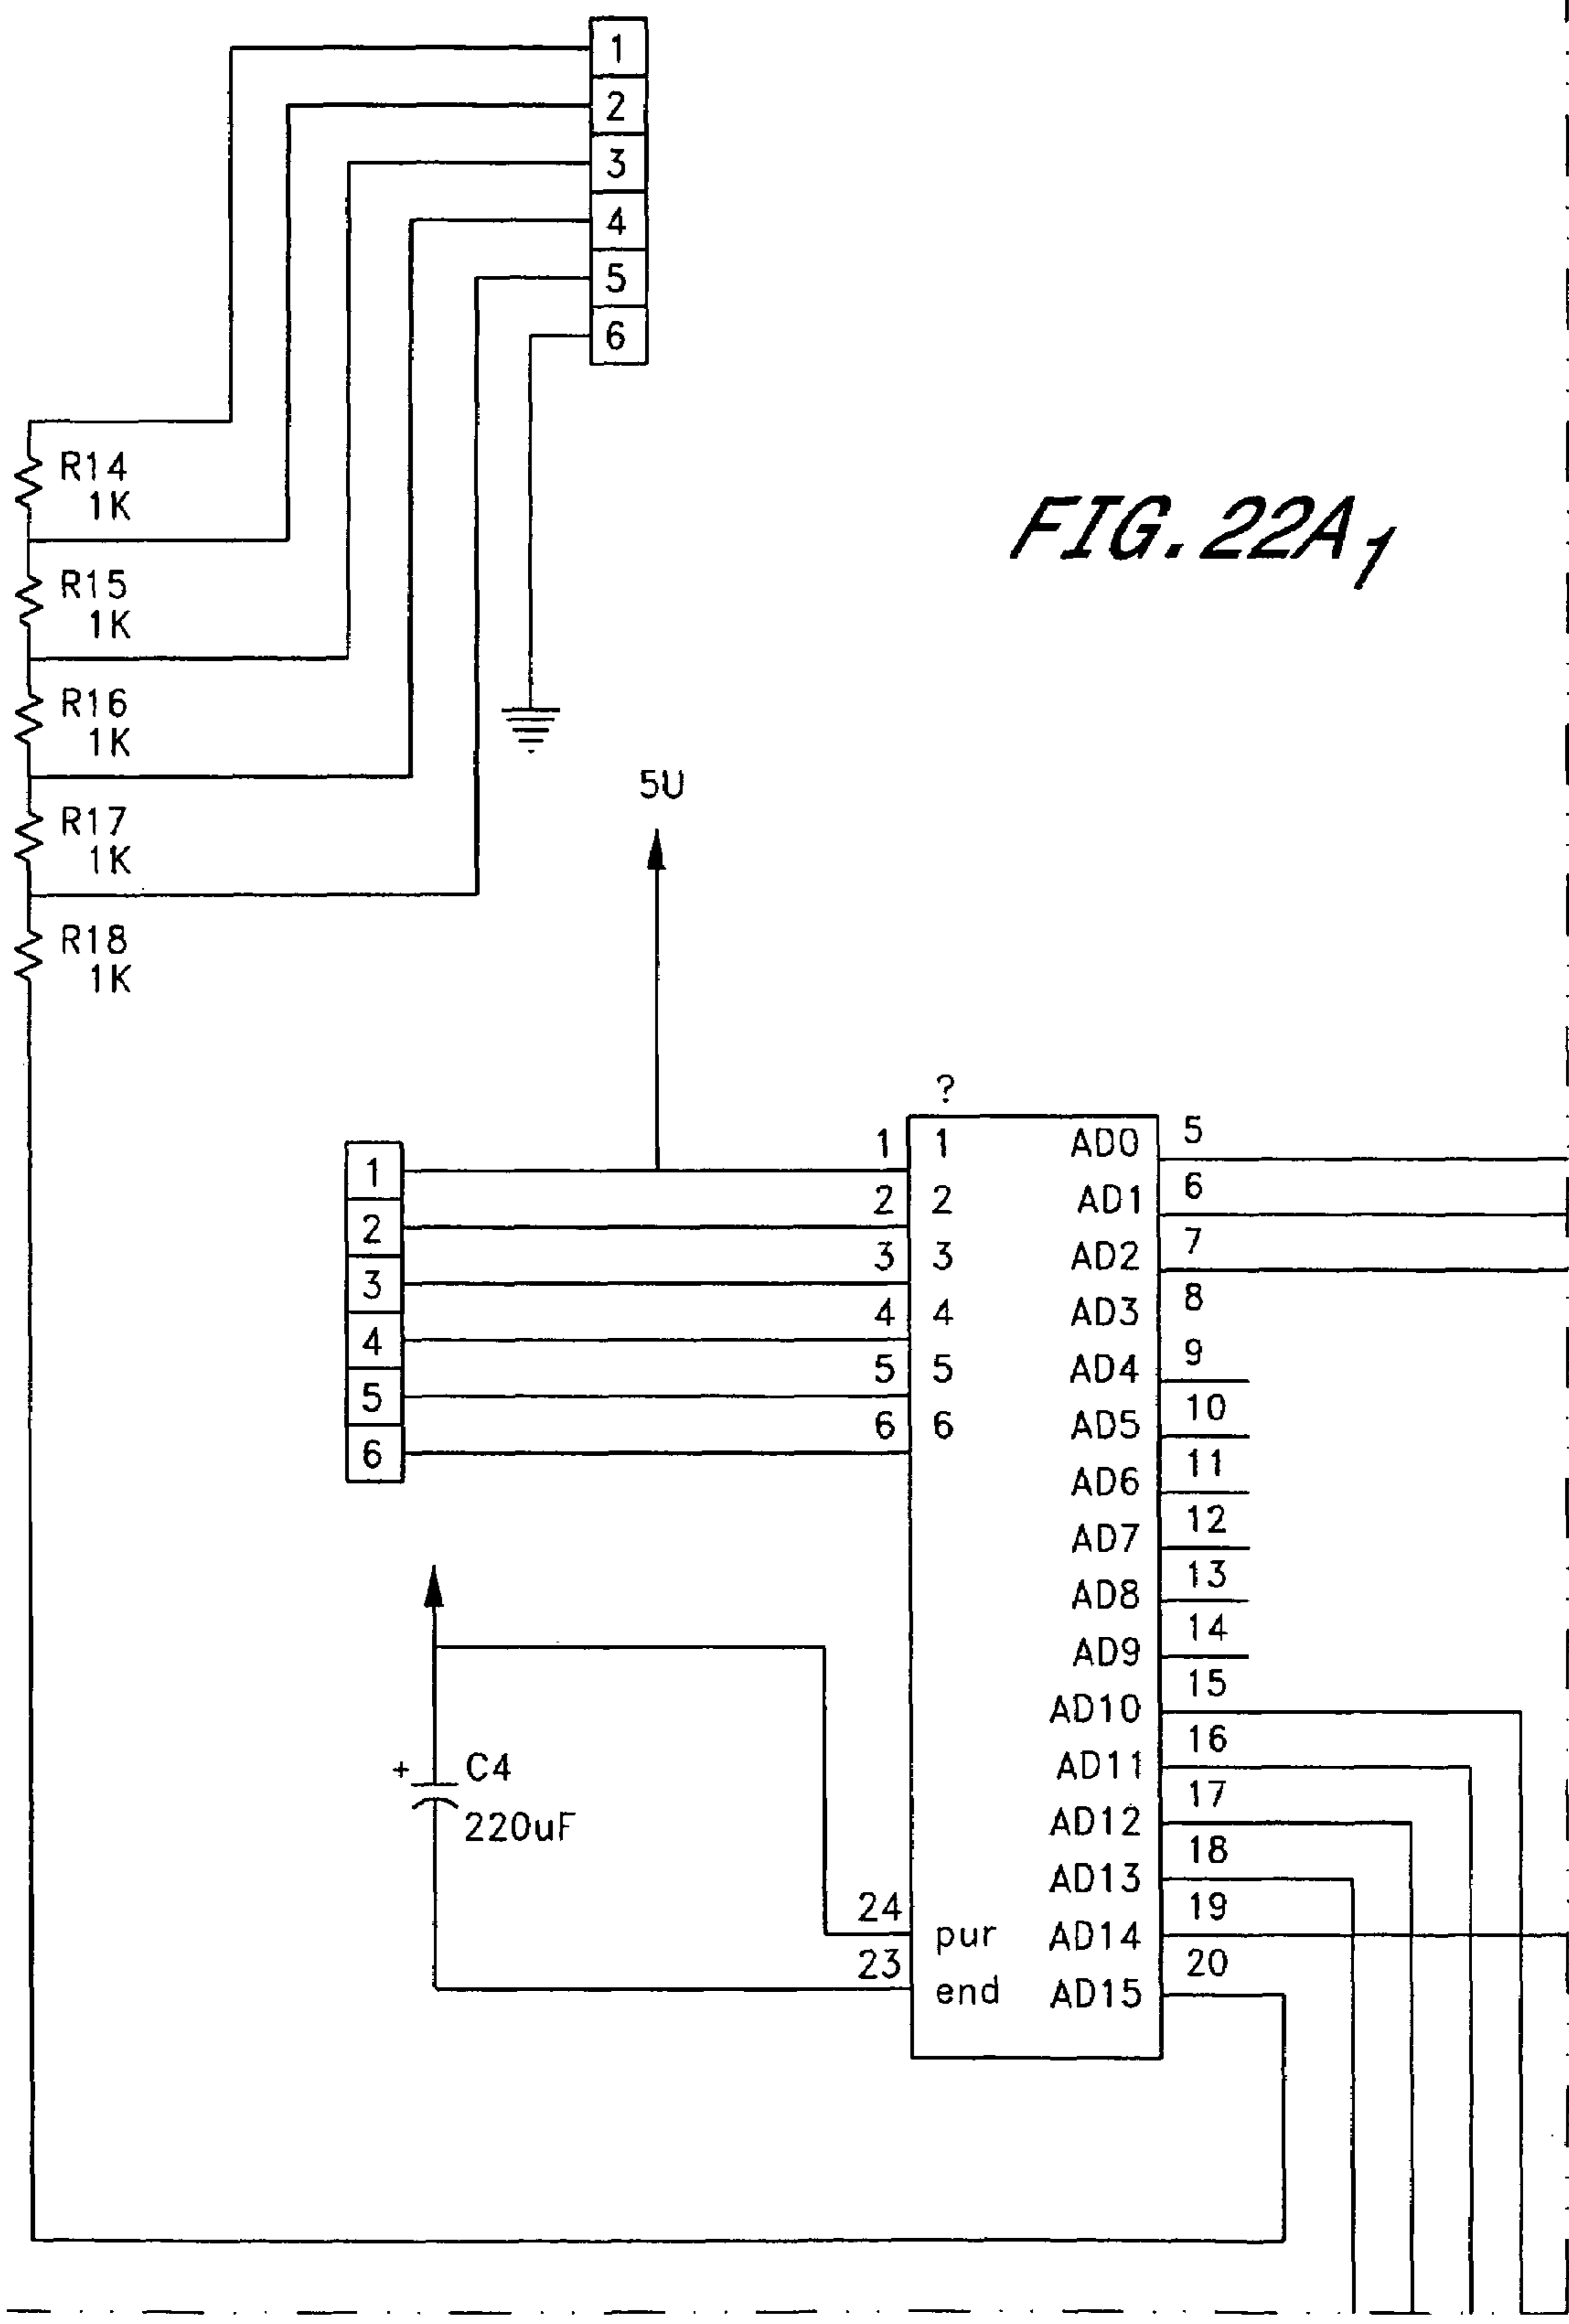 1
2
3
4
5
6
R14
1K
R15
1K
R16
1K
R17
1K
R18
1K
FIG. 22A1
5U
?
1
2
3
4
5
6
1 1 AD0 5
2 2 AD1 6
3 3 AD2 7
4 4 AD3 8
5 5 AD4 9
6 6 AD5 10
AD6 11
AD7 12
AD8 13
AD9 14
AD10 15
AD11 16
AD12 17
AD13 18
24 pur AD14 19
23 end AD15 20
+ C4
220uF